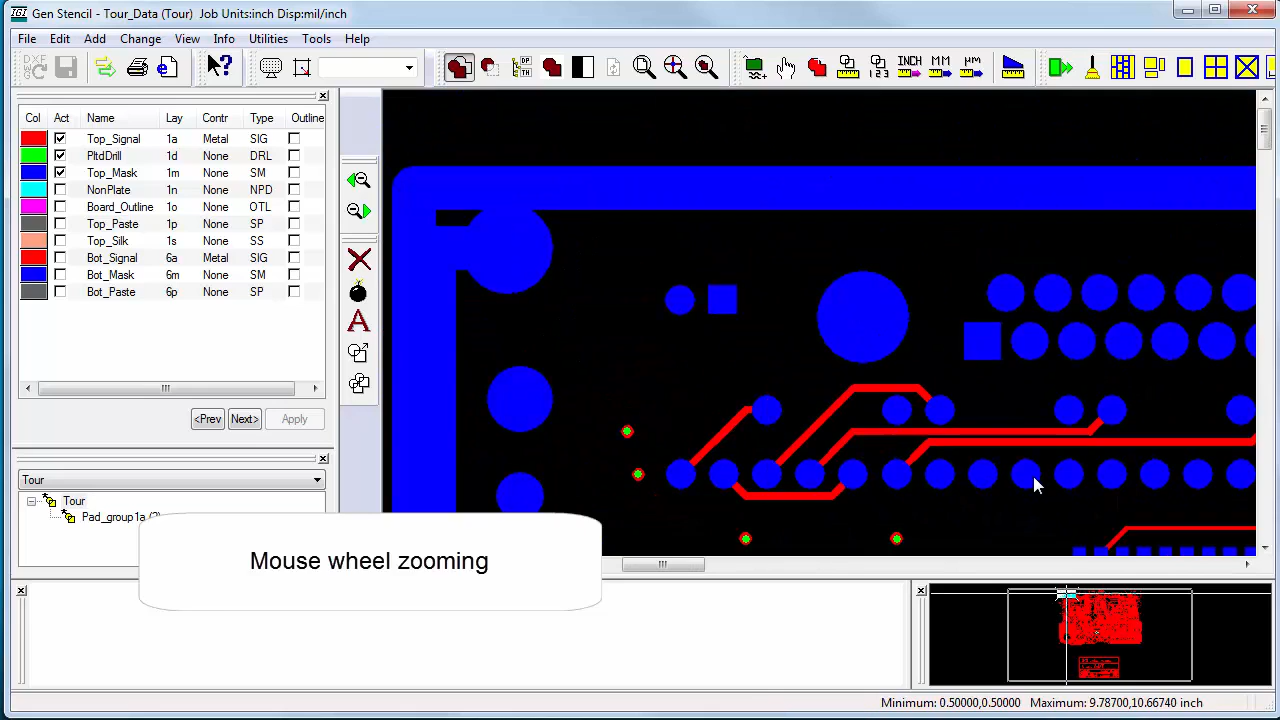 Gen Stencil - Tour_Data (Tour) Job Units:inch Disp:mil/inch
File Edit Add Change View Info Utilities Tools Help
DXF INCH MM µm
Col Act Name Lay Contr Type Outline
Top_Signal 1a Metal SIG
PltdDrill 1d None DRL
Top_Mask 1m None SM
NonPlate 1n None NPD
Board_Outline 1o None OTL
Top_Paste 1p None SP
Top_Silk 1s None SS
Bot_Signal 6a Metal SIG
Bot_Mask 6m None SM
Bot_Paste 6p None SP
<Prev Next> Apply
Tour
Tour
Pad_group1a (2)
Mouse wheel zooming
Minimum: 0.50000,0.50000 Maximum: 9.78700,10.66740 inch